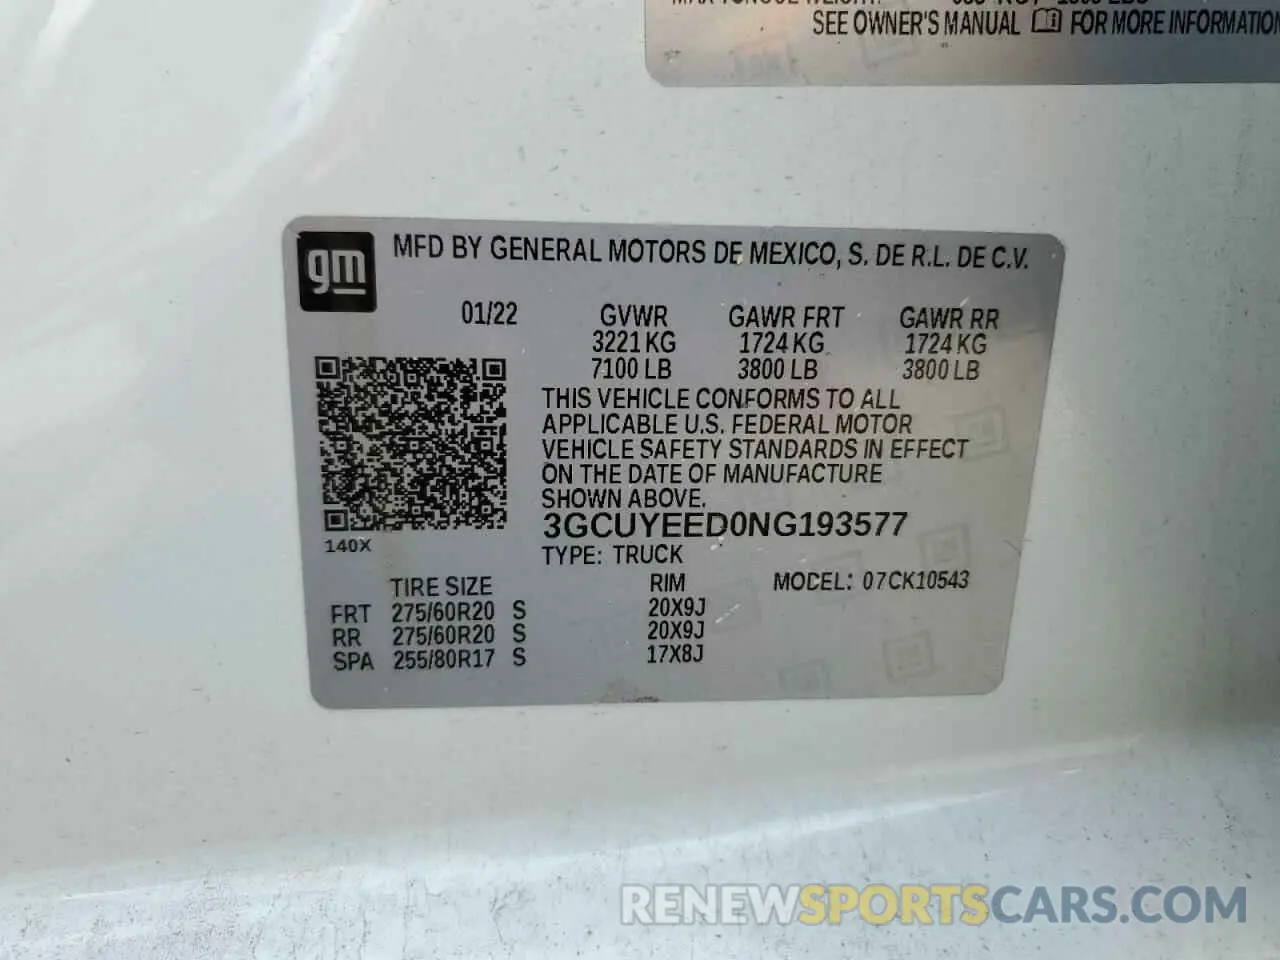 SEE OWNER'S MANUAL FOR MORE INFORMATION
gm
MFD BY GENERAL MOTORS DE MEXICO, S. DE R.L. DE C.V.
01/22 GVWR GAWR FRT GAWR RR
3221 KG 1724 KG 1724 KG
7100 LB 3800 LB 3800 LB
THIS VEHICLE CONFORMS TO ALL
APPLICABLE U.S. FEDERAL MOTOR
VEHICLE SAFETY STANDARDS IN EFFECT
ON THE DATE OF MANUFACTURE
SHOWN ABOVE.
3GCUYEED0NG193577
140X
TYPE: TRUCK
TIRE SIZE RIM MODEL: 07CK10543
FRT 275/60R20 S 20X9J
RR 275/60R20 S 20X9J
SPA 255/80R17 S 17X8J
RENEWSPORTSCARS.COM